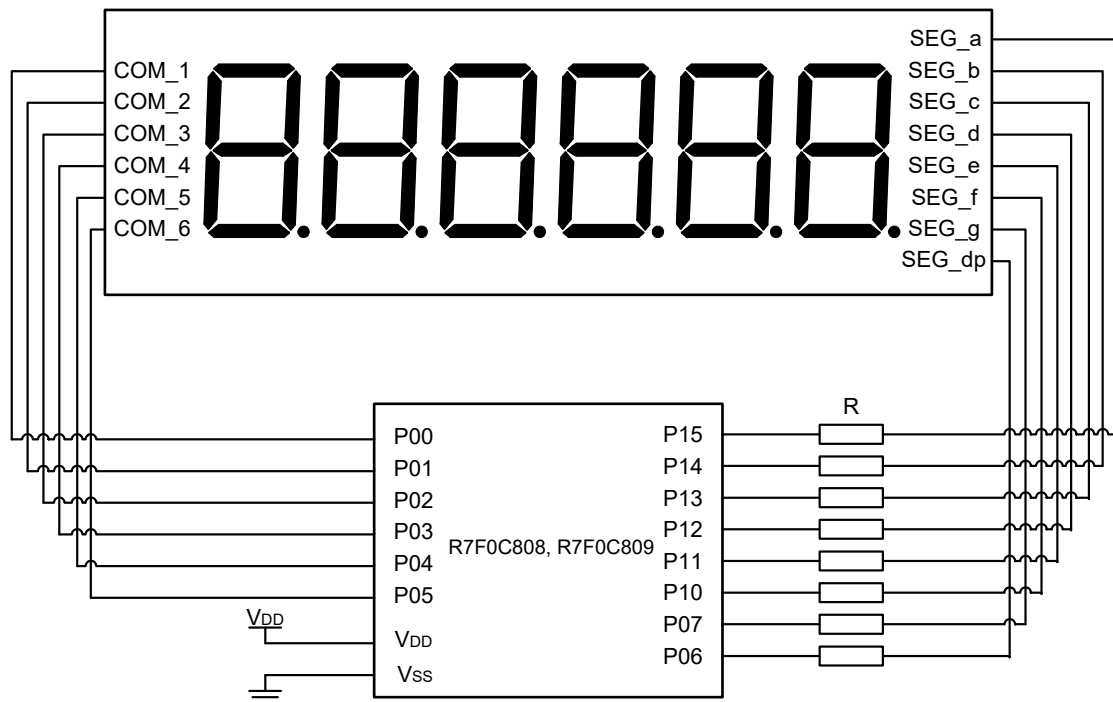 SEG_a
COM_1
SEG_b
COM_2
SEG_c
COM_3
SEG_d
COM_4
SEG_e
COM_5
SEG_f
COM_6
SEG_g
SEG_dp
R
P00
P15
P01
P14
P02
P13
P03
P12
R7F0C808, R7F0C809
P04
P11
P05
P10
VDD
P07
VDD
P06
VSS